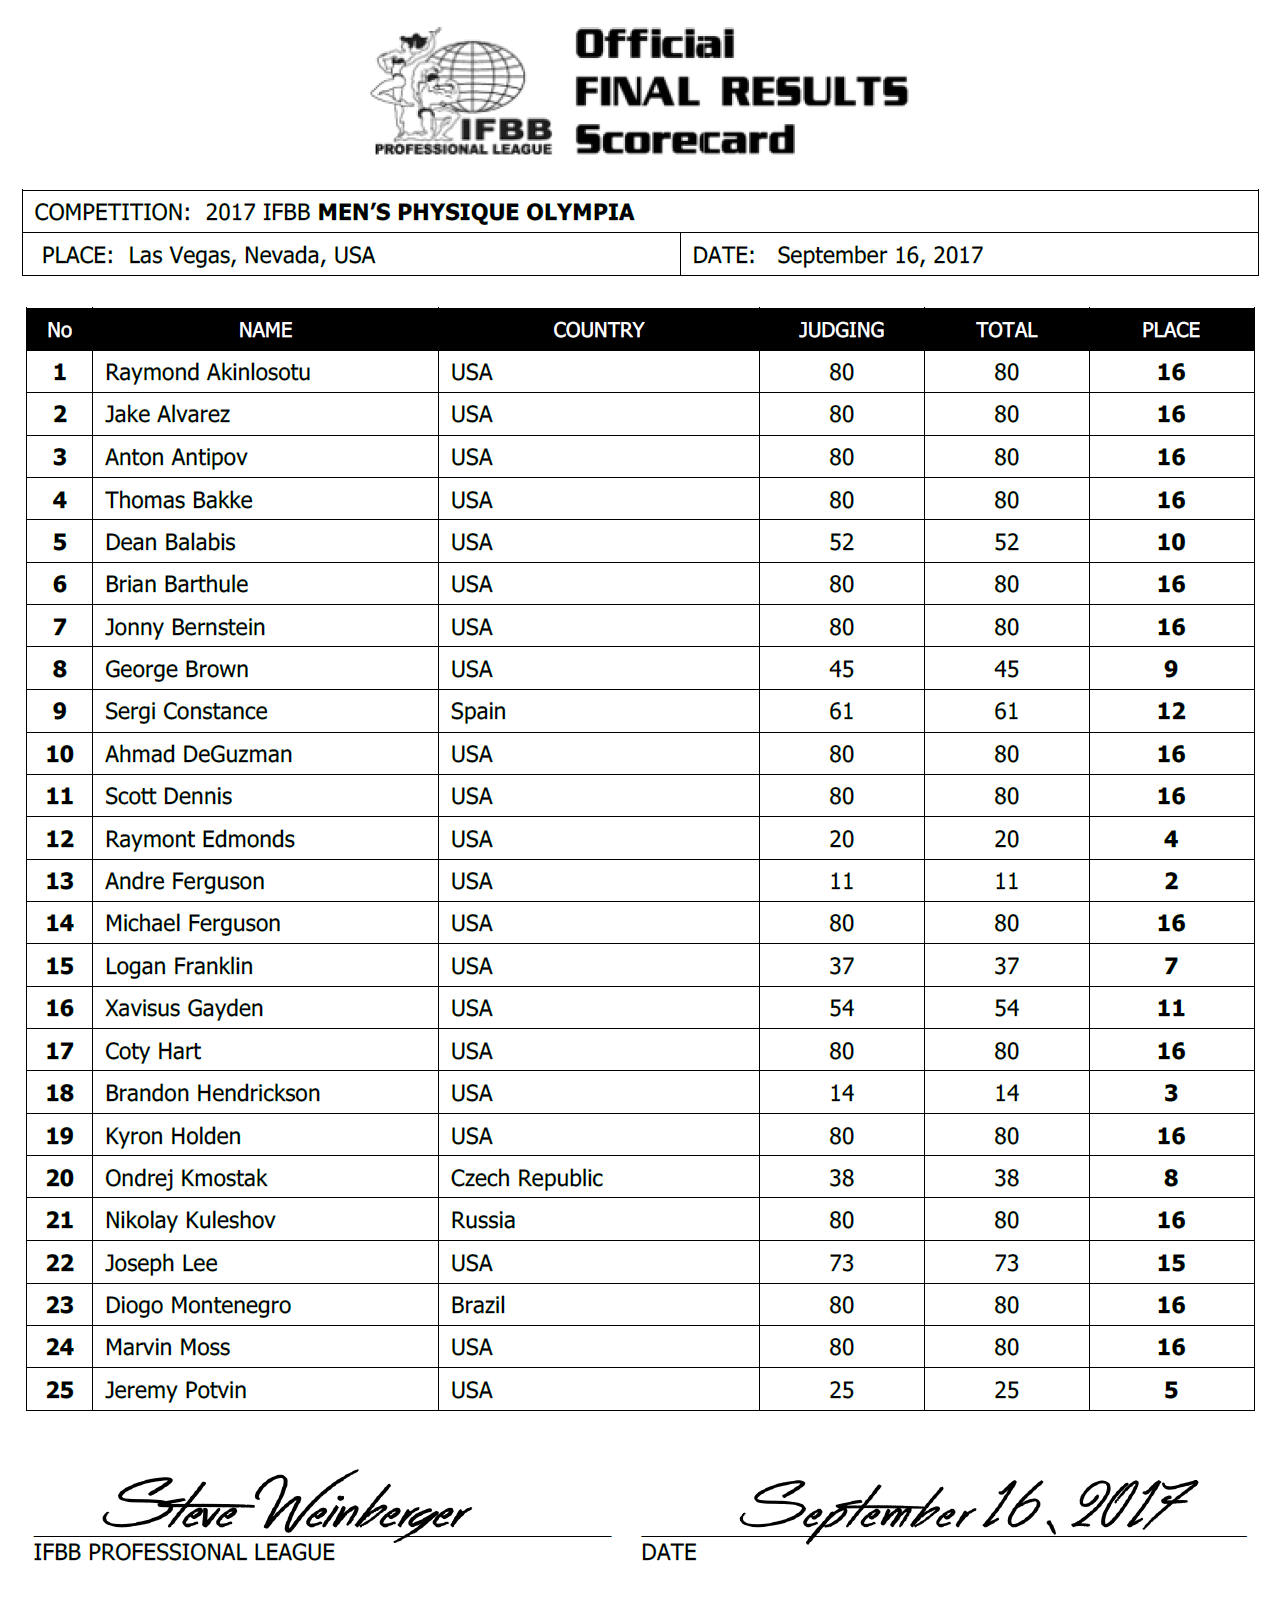 Official
FINAL RESULTS
Scorecard
IFBB
PROFESSIONAL LEAGUE
COMPETITION: 2017 IFBB MEN'S PHYSIQUE OLYMPIA
PLACE: Las Vegas, Nevada, USA DATE: September 16, 2017
No NAME COUNTRY JUDGING TOTAL PLACE
1 Raymond Akinlosotu USA 80 80 16
2 Jake Alvarez USA 80 80 16
3 Anton Antipov USA 80 80 16
4 Thomas Bakke USA 80 80 16
5 Dean Balabis USA 52 52 10
6 Brian Barthule USA 80 80 16
7 Jonny Bernstein USA 80 80 16
8 George Brown USA 45 45 9
9 Sergi Constance Spain 61 61 12
10 Ahmad DeGuzman USA 80 80 16
11 Scott Dennis USA 80 80 16
12 Raymont Edmonds USA 20 20 4
13 Andre Ferguson USA 11 11 2
14 Michael Ferguson USA 80 80 16
15 Logan Franklin USA 37 37 7
16 Xavisus Gayden USA 54 54 11
17 Coty Hart USA 80 80 16
18 Brandon Hendrickson USA 14 14 3
19 Kyron Holden USA 80 80 16
20 Ondrej Kmostak Czech Republic 38 38 8
21 Nikolay Kuleshov Russia 80 80 16
22 Joseph Lee USA 73 73 15
23 Diogo Montenegro Brazil 80 80 16
24 Marvin Moss USA 80 80 16
25 Jeremy Potvin USA 25 25 5
Steve Weinberger September 16, 2017
IFBB PROFESSIONAL LEAGUE DATE